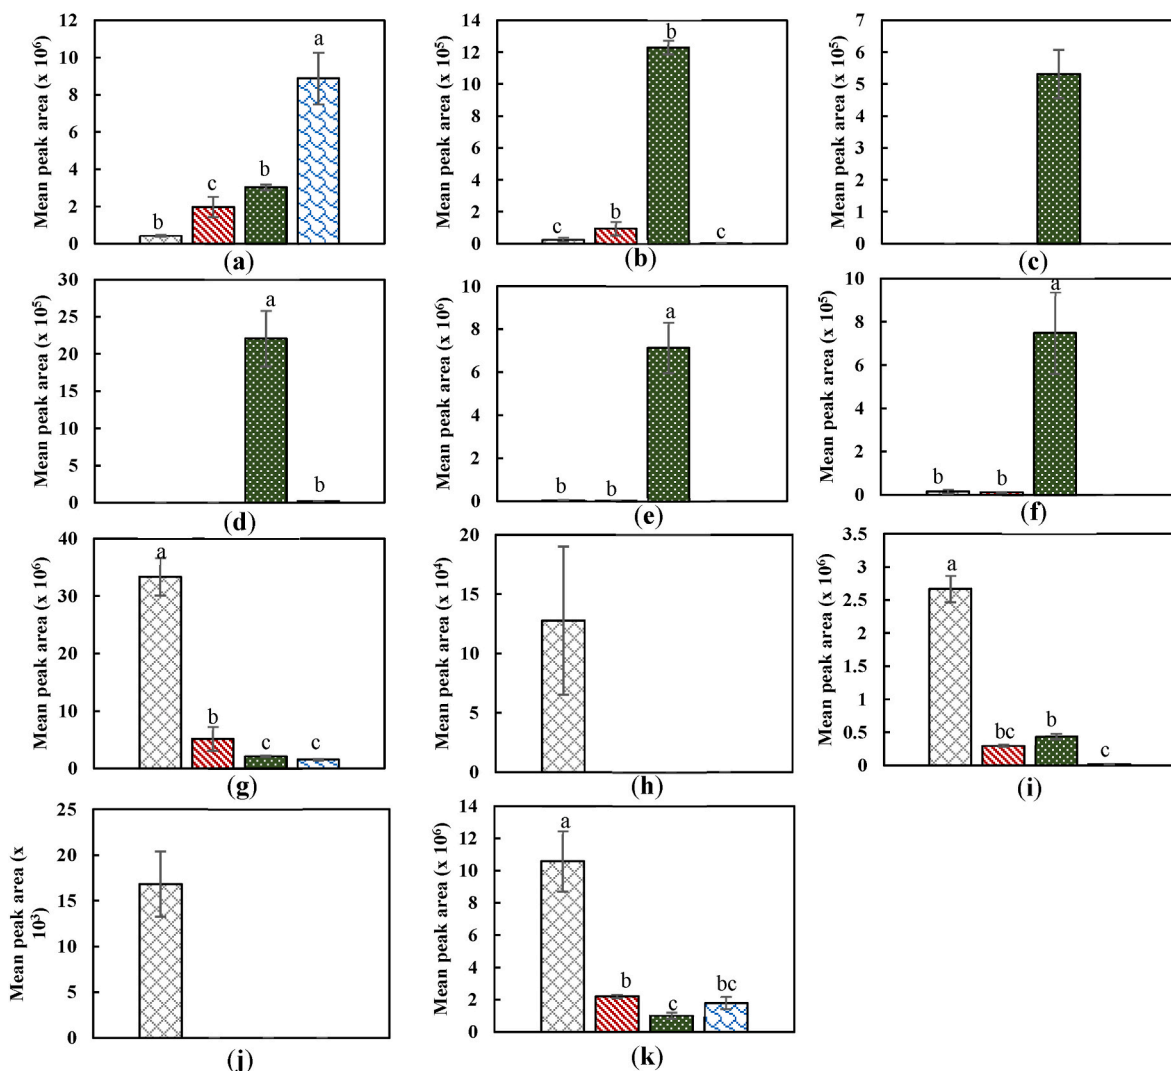 Mean peak area (x 10⁶)
12
10
8
6
4
2
0
b
c
b
a
(a)
Mean peak area (x 10⁵)
14
12
10
8
6
4
2
0
c
b
b
c
(b)
Mean peak area (x 10⁵)
7
6
5
4
3
2
1
0
(c)
Mean peak area (x 10⁵)
30
25
20
15
10
5
0
a
b
(d)
Mean peak area (x 10⁶)
10
8
6
4
2
0
b
b
a
(e)
Mean peak area (x 10⁵)
10
8
6
4
2
0
b
b
a
(f)
Mean peak area (x 10⁶)
40
30
20
10
0
a
b
c
c
(g)
Mean peak area (x 10⁴)
20
15
10
5
0
(h)
Mean peak area (x 10⁶)
3.5
3
2.5
2
1.5
1
0.5
0
a
bc
b
c
(i)
Mean peak area (x
10³)
25
20
15
10
5
0
(j)
Mean peak area (x 10⁶)
14
12
10
8
6
4
2
0
a
b
c
bc
(k)